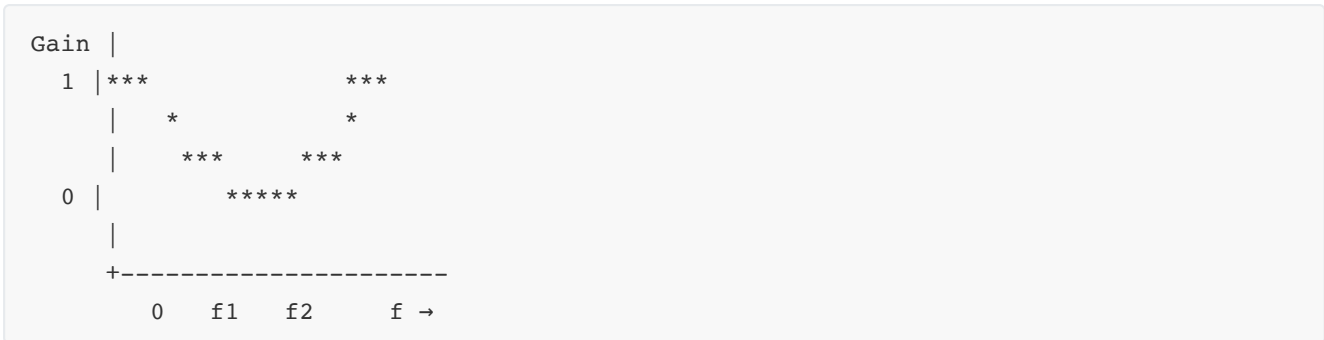 Gain |
1 |***             ***
|   *           *
|    ***     ***
0 |        *****
|
+----------------------
0   f1   f2     f →